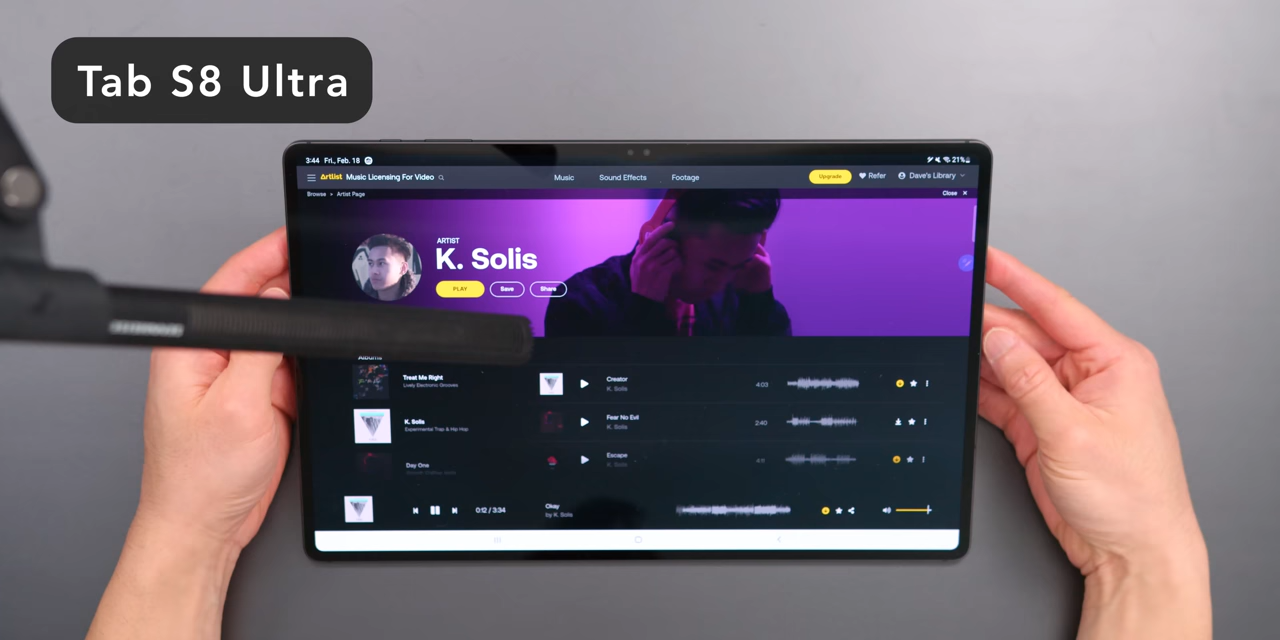 Tab S8 Ultra
3:44 Fri., Feb. 18
21%
Artlist Music Licensing For Video
Music Sound Effects Footage
Upgrade Refer Dave's Library
Browse Artist Page
Close
ARTIST
K. Solis
PLAY Save Share
Albums
Treat Me Right
Lively Electronic Grooves
Creator
K. Solis
4:03
K. Solis
Experimental Trap & Hip Hop
Fear No Evil
K. Solis
2:40
Day One
Escape
K. Solis
0:12 / 3:34
Okay
by K. Solis